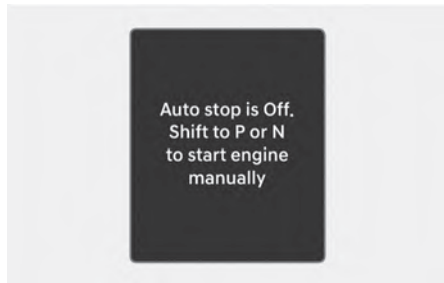 Auto stop is Off.
Shift to P or N
to start engine
manually